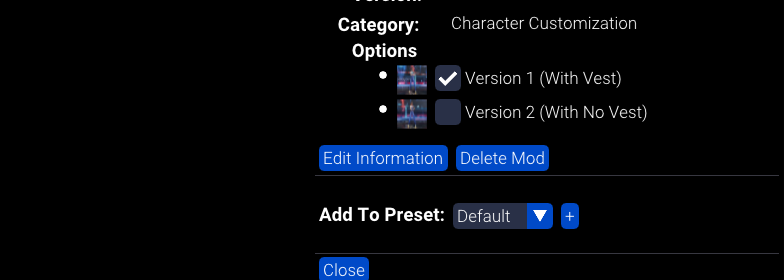 Category: Character Customization
Options
Version 1 (With Vest)
Version 2 (With No Vest)
Edit Information Delete Mod
Add To Preset: Default +
Close